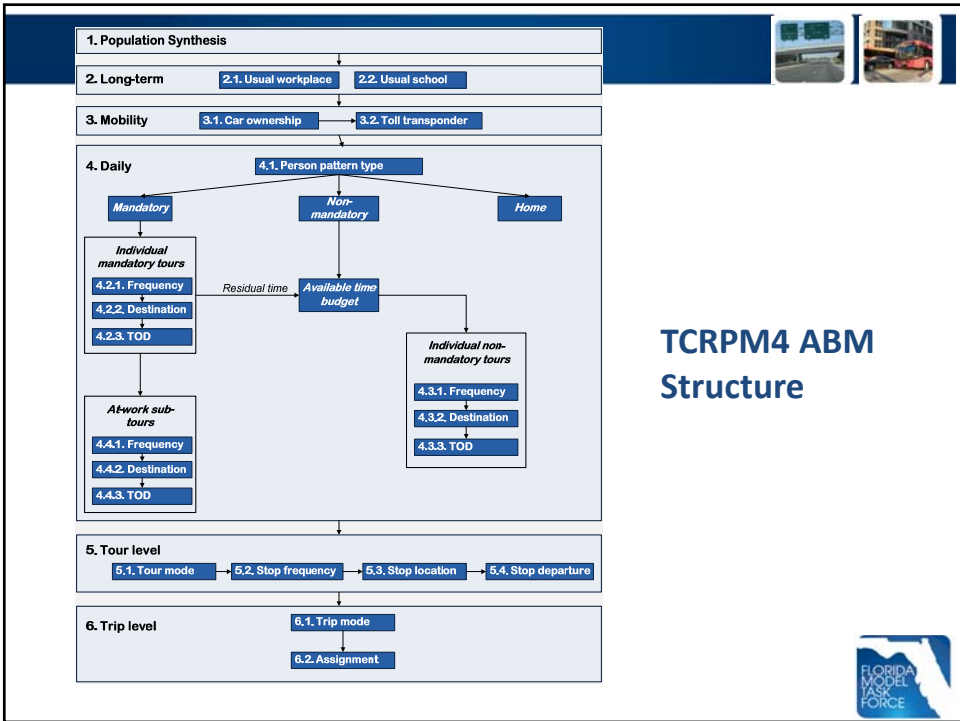 1. Population Synthesis
2. Long-term
2.1. Usual workplace
2.2. Usual school
3. Mobility
3.1. Car ownership
3.2. Toll transponder
4. Daily
4.1. Person pattern type
Mandatory
Non-
mandatory
Home
Individual
mandatory tours
4.2.1. Frequency
4.2.2. Destination
4.2.3. TOD
Residual time
Available time
budget
Individual non-
mandatory tours
4.3.1. Frequency
4.3.2. Destination
4.3.3. TOD
At-work sub-
tours
4.4.1. Frequency
4.4.2. Destination
4.4.3. TOD
5. Tour level
5.1. Tour mode
5.2. Stop frequency
5.3. Stop location
5.4. Stop departure
6. Trip level
6.1. Trip mode
6.2. Assignment
TCRPM4 ABM
Structure
FLORIDA
MODEL
TASK
FORCE